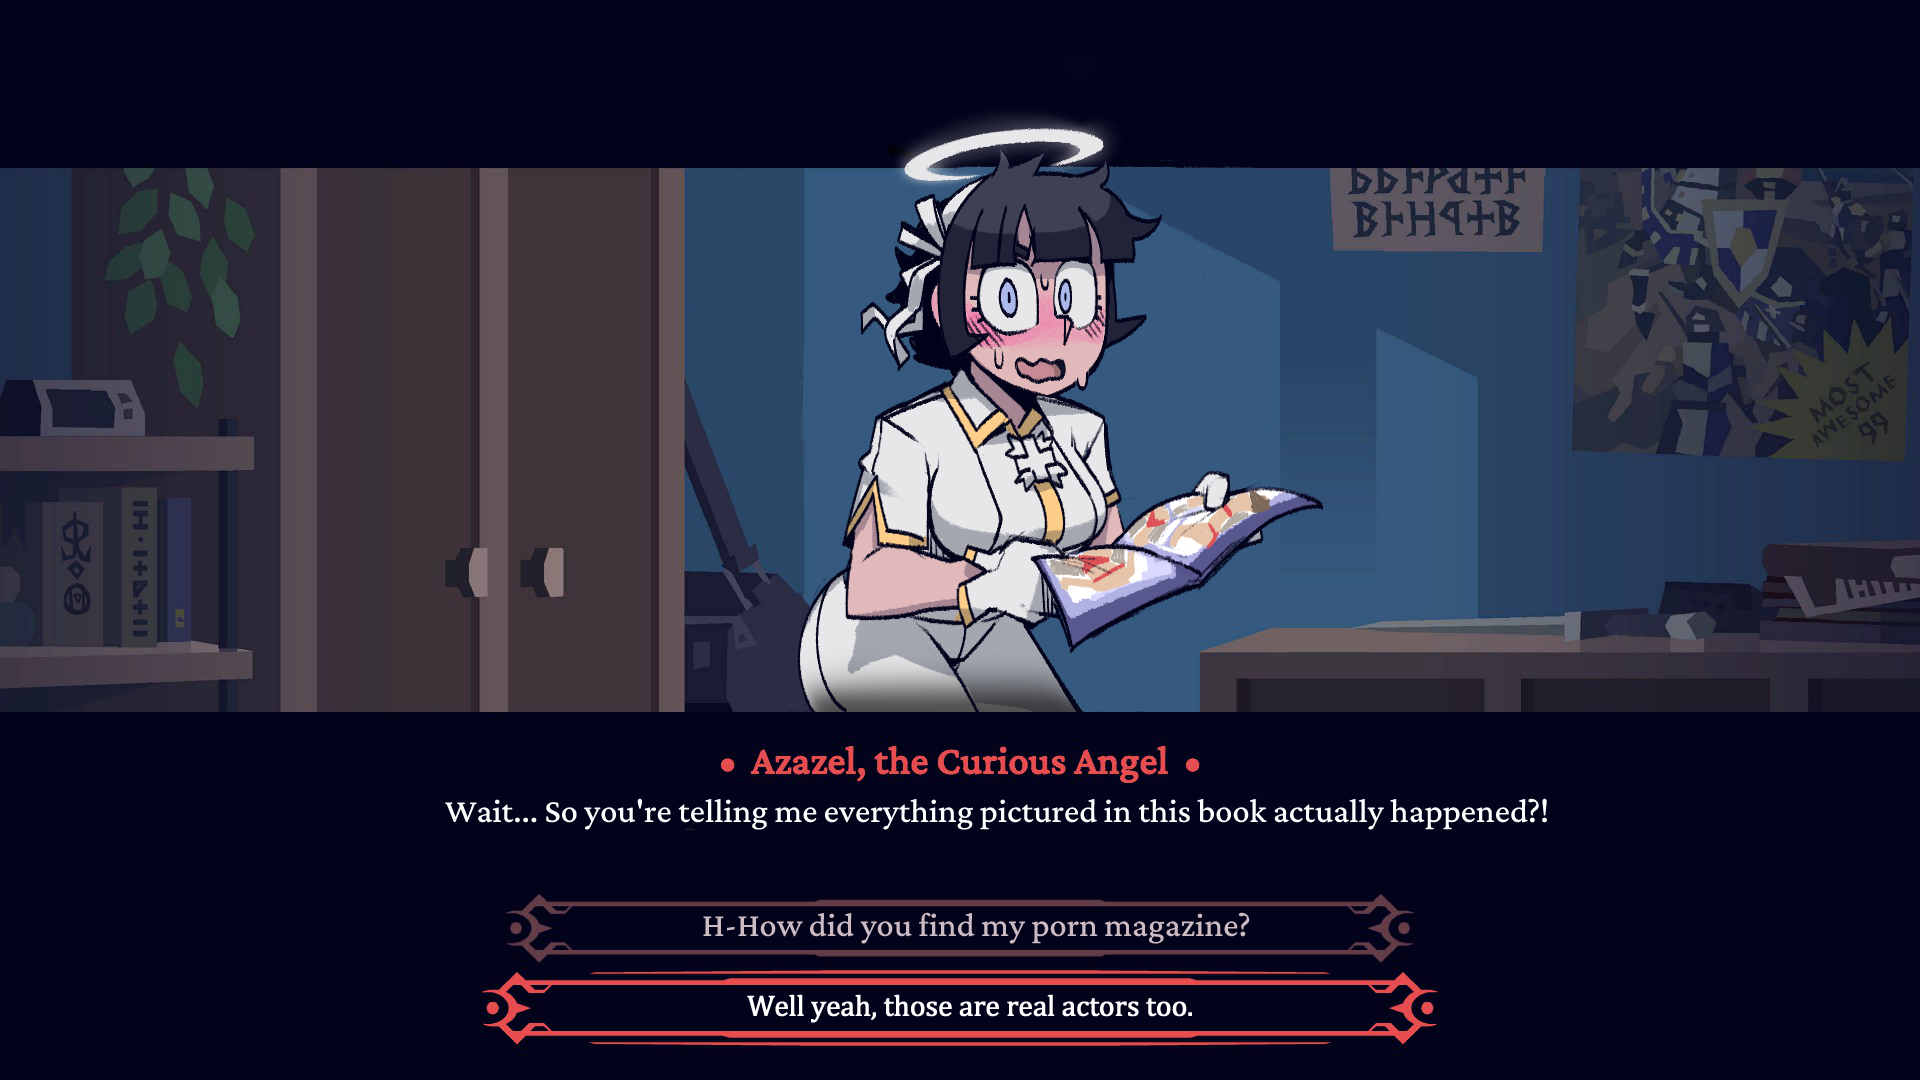 MOST
AWESOME
99
• Azazel, the Curious Angel •
Wait... So you're telling me everything pictured in this book actually happened?!
H-How did you find my porn magazine?
Well yeah, those are real actors too.